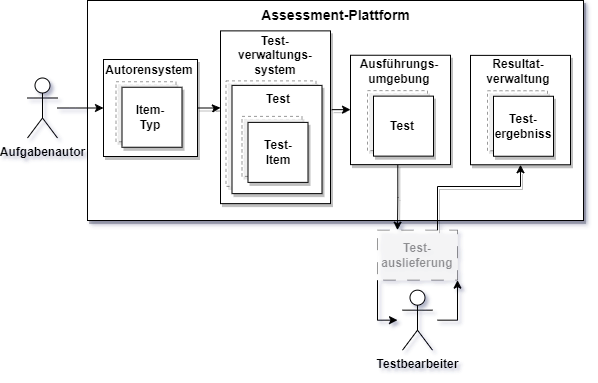 Assessment-Plattform
Aufgabenautor
Autorensystem
Item-
Typ
Test-
verwaltungs-
system
Test
Test-
Item
Ausführungs-
umgebung
Test
Resultat-
verwaltung
Test-
ergebniss
Test-
auslieferung
Testbearbeiter